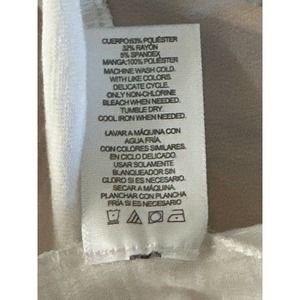 CUERPO:63% POLIÉSTER
32% RAYÓN
5% SPANDEX
MANGA:100% POLIÉSTER
MACHINE WASH COLD.
WITH LIKE COLORS.
DELICATE CYCLE.
ONLY NON-CHLORINE
BLEACH WHEN NEEDED.
TUMBLE DRY.
COOL IRON WHEN NEEDED.
LAVAR A MÁQUINA CON
AGUA FRÍA.
CON COLORES SIMILARES.
EN CICLO DELICADO.
USAR SOLAMENTE
BLANQUEADOR SIN
CLORO SI ES NECESARIO.
SECAR A MÁQUINA.
PLANCHAR CON PLANCHA
FRÍA SI ES NECESARIO